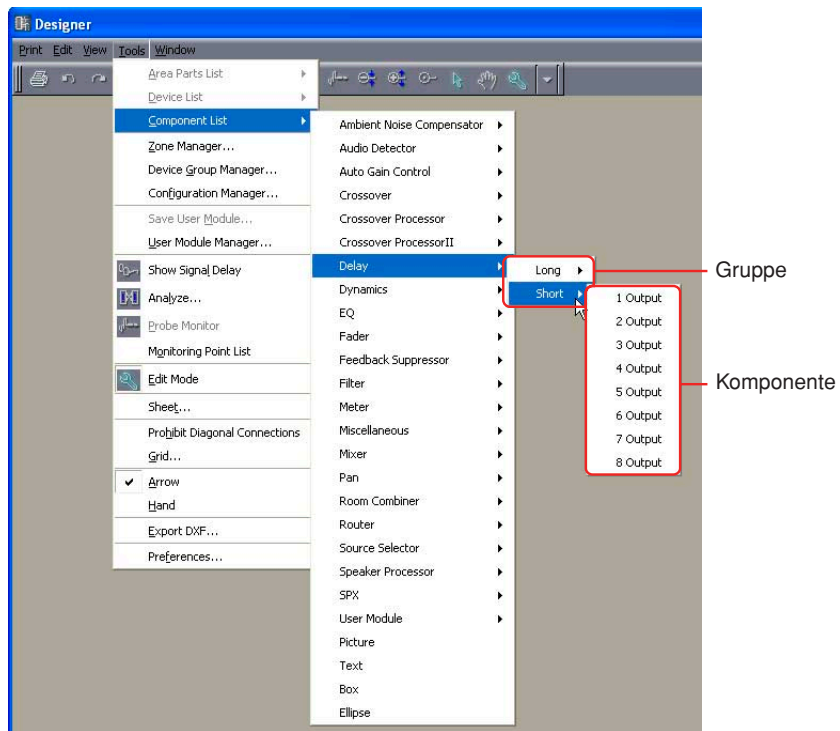 Designer
Print Edit View Tools Window
Area Parts List
Device List
Component List
Zone Manager...
Device Group Manager...
Configuration Manager...
Save User Module...
User Module Manager...
Show Signal Delay
Analyze...
Probe Monitor
Monitoring Point List
Edit Mode
Sheet...
Prohibit Diagonal Connections
Grid...
Arrow
Hand
Export DXF...
Preferences...
Ambient Noise Compensator
Audio Detector
Auto Gain Control
Crossover
Crossover Processor
Crossover ProcessorII
Delay
Dynamics
EQ
Fader
Feedback Suppressor
Filter
Meter
Miscellaneous
Mixer
Pan
Room Combiner
Router
Source Selector
Speaker Processor
SPX
User Module
Picture
Text
Box
Ellipse
Long
Short
Gruppe
1 Output
2 Output
3 Output
4 Output
5 Output
6 Output
7 Output
8 Output
Komponente